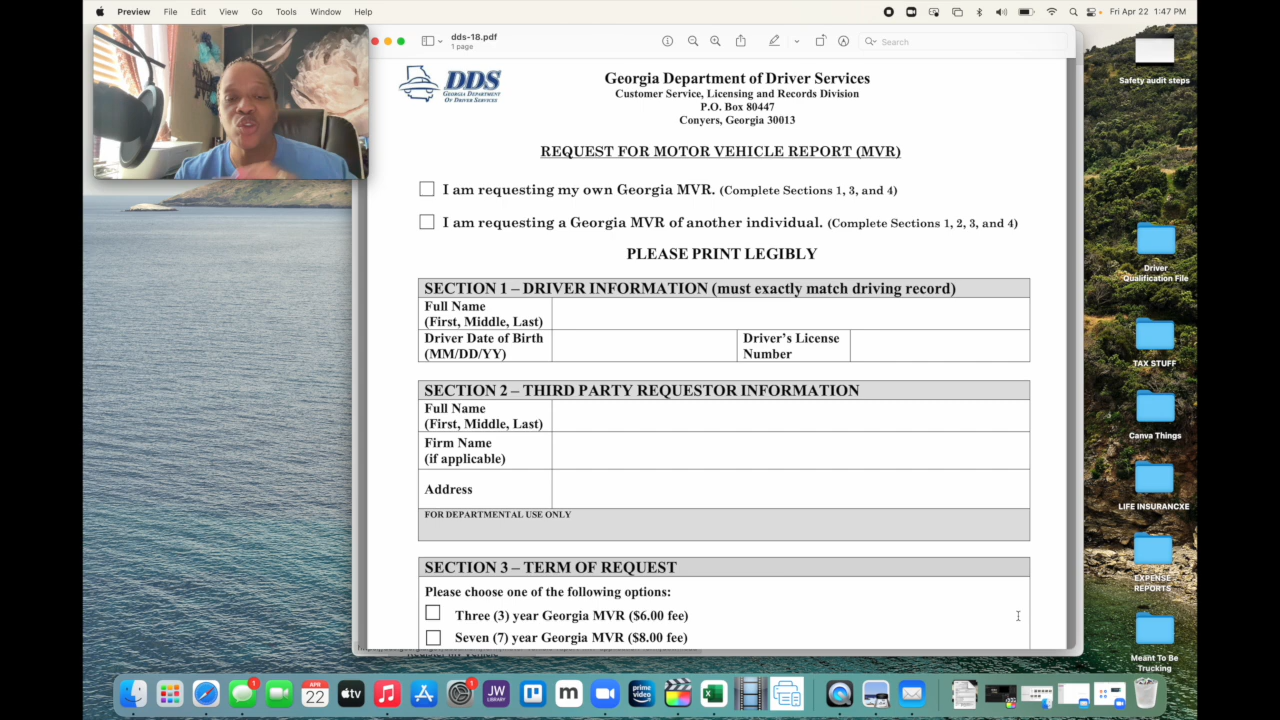 Preview File Edit View Go Tools Window Help Fri Apr 22 1:47 PM
dds-18.pdf
1 page
Search
DDS
GEORGIA DEPARTMENT
OF DRIVER SERVICES
Georgia Department of Driver Services
Customer Service, Licensing and Records Division
P.O. Box 80447
Conyers, Georgia 30013
REQUEST FOR MOTOR VEHICLE REPORT (MVR)
I am requesting my own Georgia MVR. (Complete Sections 1, 3, and 4)
I am requesting a Georgia MVR of another individual. (Complete Sections 1, 2, 3, and 4)
PLEASE PRINT LEGIBLY
SECTION 1 – DRIVER INFORMATION (must exactly match driving record)
Full Name
(First, Middle, Last)
Driver Date of Birth
(MM/DD/YY)
Driver's License
Number
SECTION 2 – THIRD PARTY REQUESTOR INFORMATION
Full Name
(First, Middle, Last)
Firm Name
(if applicable)
Address
FOR DEPARTMENTAL USE ONLY
SECTION 3 – TERM OF REQUEST
Please choose one of the following options:
Three (3) year Georgia MVR ($6.00 fee)
Seven (7) year Georgia MVR ($8.00 fee)
Safety audit steps
Driver
Qualification File
TAX STUFF
Canva Things
LIFE INSURANCXE
EXPENSE
REPORTS
Meant To Be
Trucking
1
APR
22
tv
1
JW
LIBRARY
m
prime
X